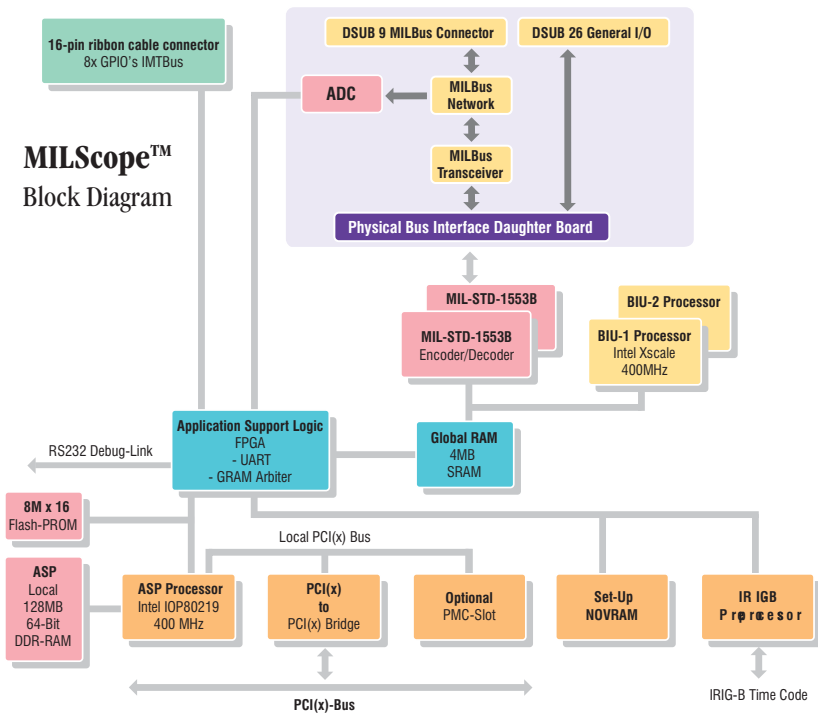 16-pin ribbon cable connector
8x GPIO's IMTBus
MILScope™
Block Diagram
DSUB 9 MILBus Connector
DSUB 26 General I/O
ADC
MILBus
Network
MILBus
Transceiver
Physical Bus Interface Daughter Board
MIL-STD-1553B
MIL-STD-1553B
Encoder/Decoder
BIU-2 Processor
BIU-1 Processor
Intel Xscale
400MHz
Application Support Logic
FPGA
- UART
- GRAM Arbiter
Global RAM
4MB
SRAM
RS232 Debug-Link
8M x 16
Flash-PROM
Local PCI(x) Bus
ASP
Local
128MB
64-Bit
DDR-RAM
ASP Processor
Intel IOP80219
400 MHz
PCI(x)
to
PCI(x) Bridge
Optional
PMC-Slot
Set-Up
NOVRAM
IR IGB
PCI(x)-Bus
IRIG-B Time Code